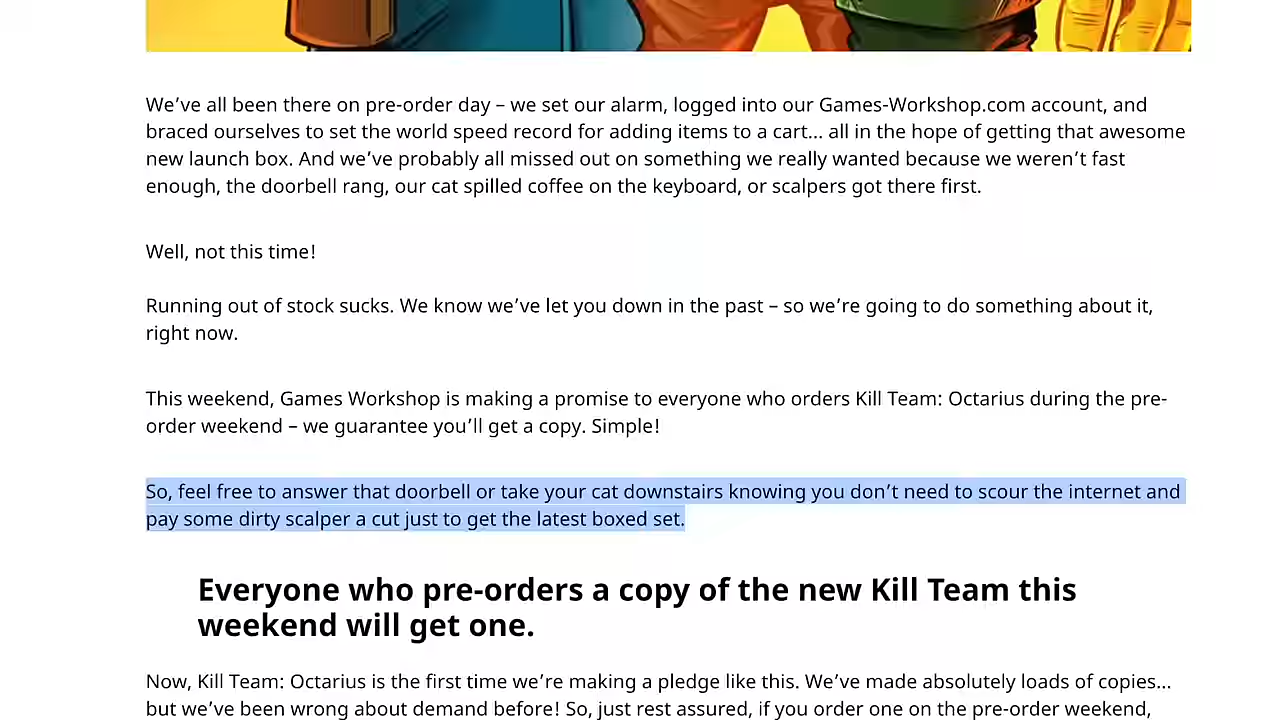 We’ve all been there on pre-order day – we set our alarm, logged into our Games-Workshop.com account, and
braced ourselves to set the world speed record for adding items to a cart… all in the hope of getting that awesome
new launch box. And we’ve probably all missed out on something we really wanted because we weren’t fast
enough, the doorbell rang, our cat spilled coffee on the keyboard, or scalpers got there first.
Well, not this time!
Running out of stock sucks. We know we’ve let you down in the past – so we’re going to do something about it,
right now.
This weekend, Games Workshop is making a promise to everyone who orders Kill Team: Octarius during the pre-
order weekend – we guarantee you’ll get a copy. Simple!
So, feel free to answer that doorbell or take your cat downstairs knowing you don’t need to scour the internet and
pay some dirty scalper a cut just to get the latest boxed set.
Everyone who pre-orders a copy of the new Kill Team this
weekend will get one.
Now, Kill Team: Octarius is the first time we’re making a pledge like this. We’ve made absolutely loads of copies…
but we’ve been wrong about demand before! So, just rest assured, if you order one on the pre-order weekend,